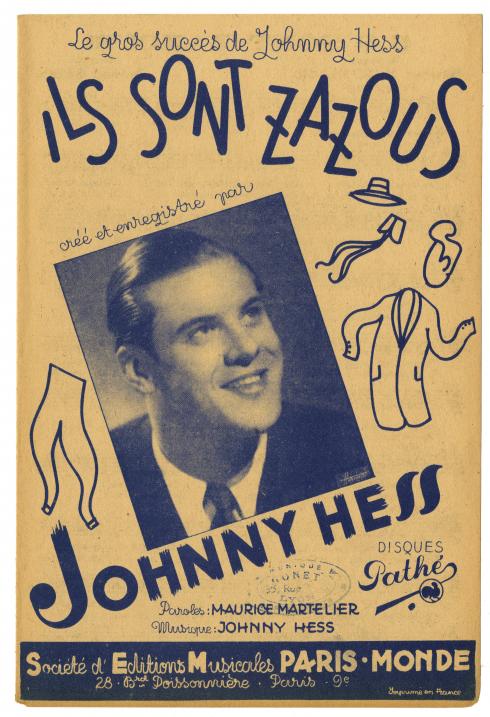 Le gros succès de Johnny Hess
ILS SONT ZAZOUS
créé et enregistré par
JOHNNY HESS
DISQUES
Pathé
Paroles: MAURICE MARTELIER
Musique: JOHNNY HESS
Société d'Editions Musicales PARIS·MONDE
28·Brd Poissonnière·Paris·9e
Imprimé en France